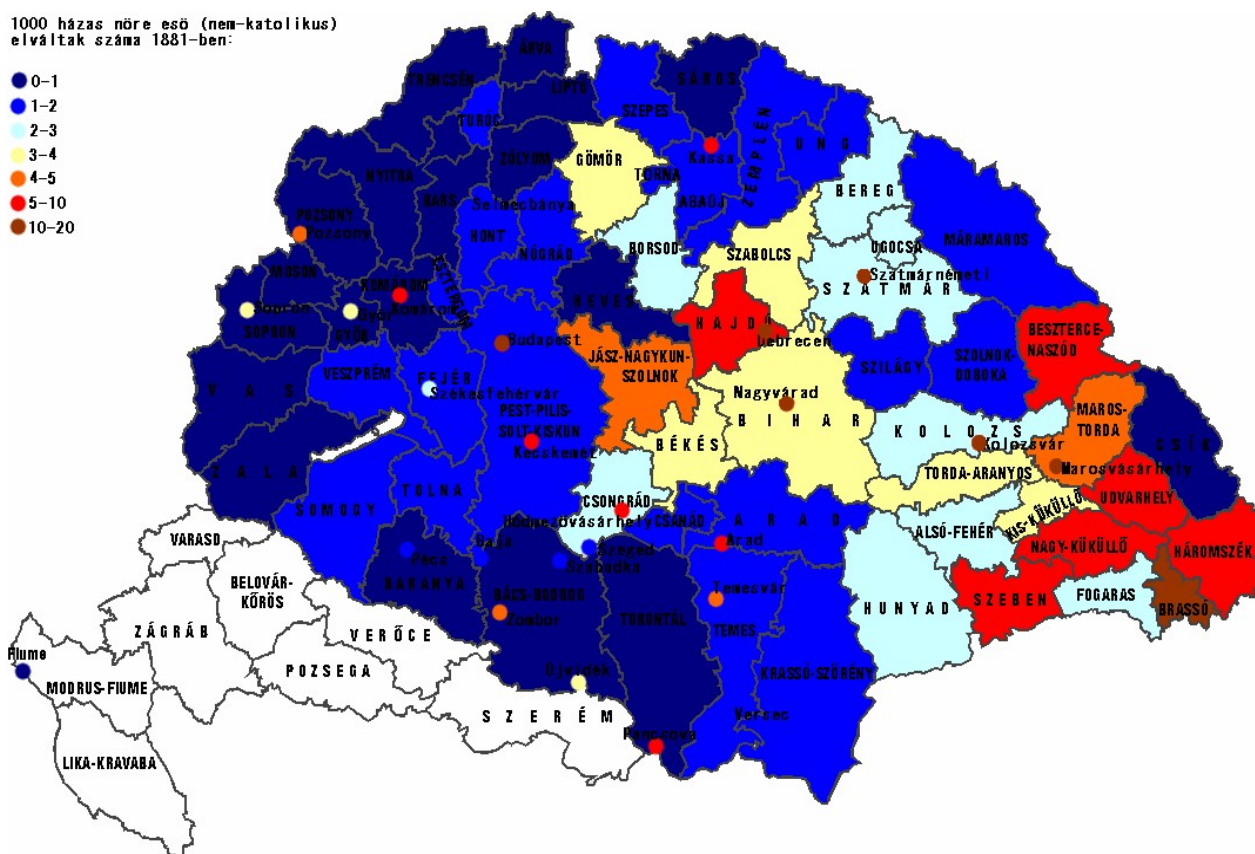 1000 házas nöre esö (nem-katolikus)
elváltak száma 1881-ben:
0-1
1-2
2-3
3-4
4-5
5-10
10-20
ÁRVA
TRENCSÉN
LIPTÓ
SÁROS
SZEPES
TURÓC
ZEMPLÉN
UNG
ZÓLYOM
GÖMÖR
Kassa
NYITRA
TORNA
BEREG
BARS
Selmecbánya
ABAÚJ
POZSONY
Pozsony
HONT
NÓGRÁD
BORSOD
SZABOLCS
UGOCSA
MÁRAMAROS
MOSON
ESZTERGOM
Szatmárnémeti
KOMÁROM
SZATMÁR
HEVES
Sopron
Győr
Komárom
SOPRON
GYŐR
HAJDÚ
Debrecen
BESZTERCE-
NASZÓD
Budapest
JÁSZ-NAGYKUN-
SZOLNOK
SZILÁGY
SZOLNOK-
DOBOKA
VESZPRÉM
FEJÉR
VAS
Székesfehérvár
Nagyvárad
MAROS-
TORDA
PEST-PILIS-
SOLT-KISKUN
BIHAR
KOLOZS
CSÍK
Kecskemét
BÉKÉS
Kolozsvár
ZALA
Marosvásárhely
TORDA-ARANYOS
TOLNA
CSONGRÁD
UDVARHELY
SOMOGY
KIS-KÜKÜLLŐ
Hódmezövásárhely
CSANÁD
ARAD
ALSÓ-FEHÉR
VARASD
Baja
Szeged
Arad
NAGY-KÜKÜLLŐ
HÁROMSZÉK
Pécs
Szabadka
BARANYA
BELOVÁR-
KŐRÖS
BÁCS-BODROG
Temesvár
SZEBEN
FOGARAS
HUNYAD
BRASSÓ
Zombor
TORONTÁL
TEMES
ZÁGRÁB
VERŐCE
Fiume
POZSEGA
Újvidék
KRASSÓ-SZÖRÉNY
MODRUS-FIUME
SZERÉM
Versec
Pancsova
LIKA-KRAVABA